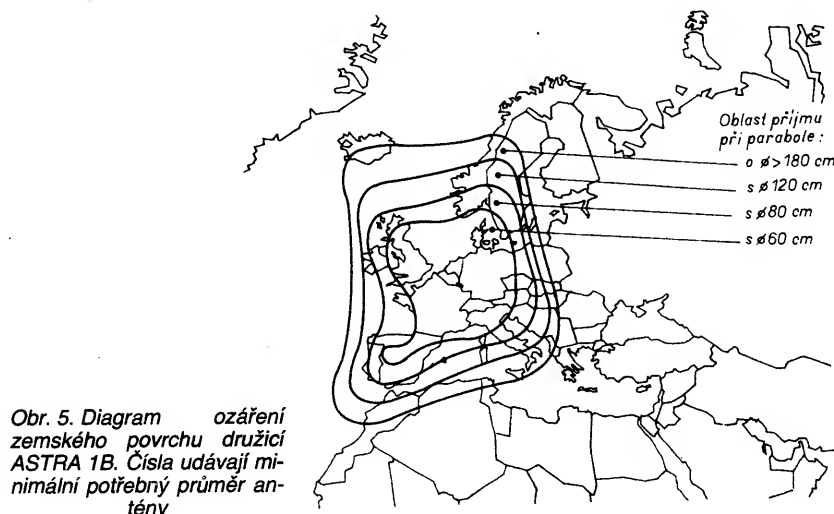 Oblast příjmu
při parabole :
o ø > 180 cm
s ø 120 cm
s ø 80 cm
s ø 60 cm
Obr. 5. Diagram ozáření
zemského povrchu družicí
ASTRA 1B. Čísla udávají mi-
nimální potřebný průměr an-
tény